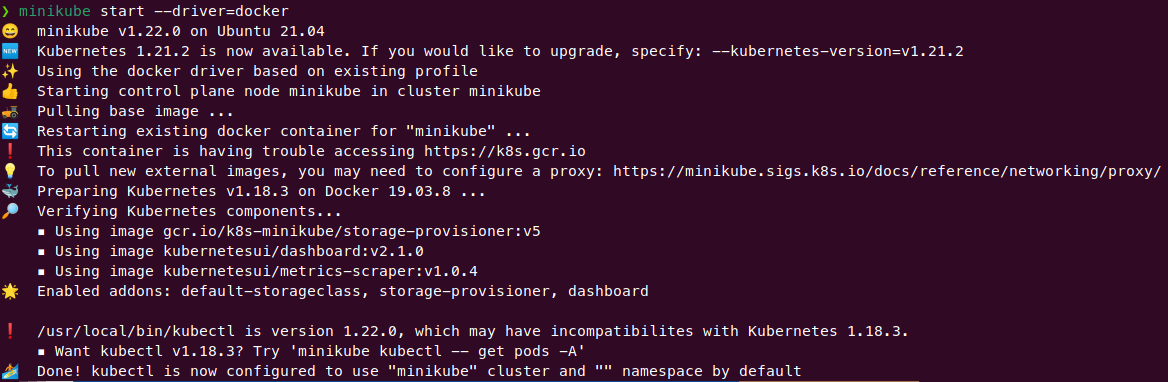 ❯ minikube start --driver=docker
😄 minikube v1.22.0 on Ubuntu 21.04
🆕 Kubernetes 1.21.2 is now available. If you would like to upgrade, specify: --kubernetes-version=v1.21.2
✨ Using the docker driver based on existing profile
👍 Starting control plane node minikube in cluster minikube
🚜 Pulling base image ...
🔄 Restarting existing docker container for "minikube" ...
❗ This container is having trouble accessing https://k8s.gcr.io
💡 To pull new external images, you may need to configure a proxy: https://minikube.sigs.k8s.io/docs/reference/networking/proxy/
🐳 Preparing Kubernetes v1.18.3 on Docker 19.03.8 ...
🔎 Verifying Kubernetes components...
▪ Using image gcr.io/k8s-minikube/storage-provisioner:v5
▪ Using image kubernetesui/dashboard:v2.1.0
▪ Using image kubernetesui/metrics-scraper:v1.0.4
🌟 Enabled addons: default-storageclass, storage-provisioner, dashboard
❗ /usr/local/bin/kubectl is version 1.22.0, which may have incompatibilites with Kubernetes 1.18.3.
▪ Want kubectl v1.18.3? Try 'minikube kubectl -- get pods -A'
🏄 Done! kubectl is now configured to use "minikube" cluster and "" namespace by default